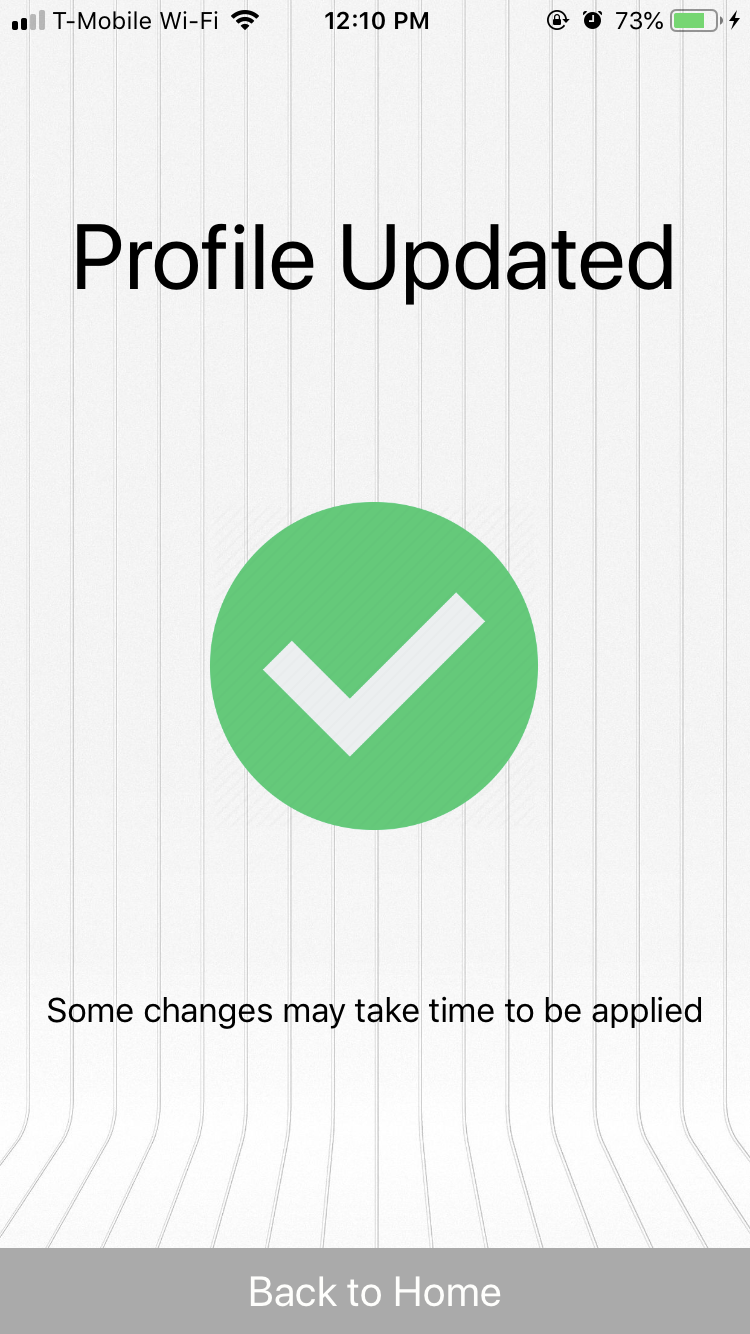 T-Mobile Wi-Fi 12:10 PM 73%
Profile Updated
Some changes may take time to be applied
Back to Home